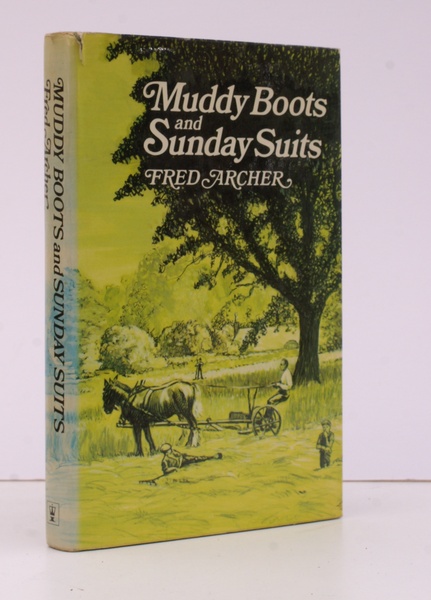 Muddy Boots
and
Sunday Suits
FRED ARCHER
MUDDY BOOTS and SUNDAY SUITS
Fred Archer